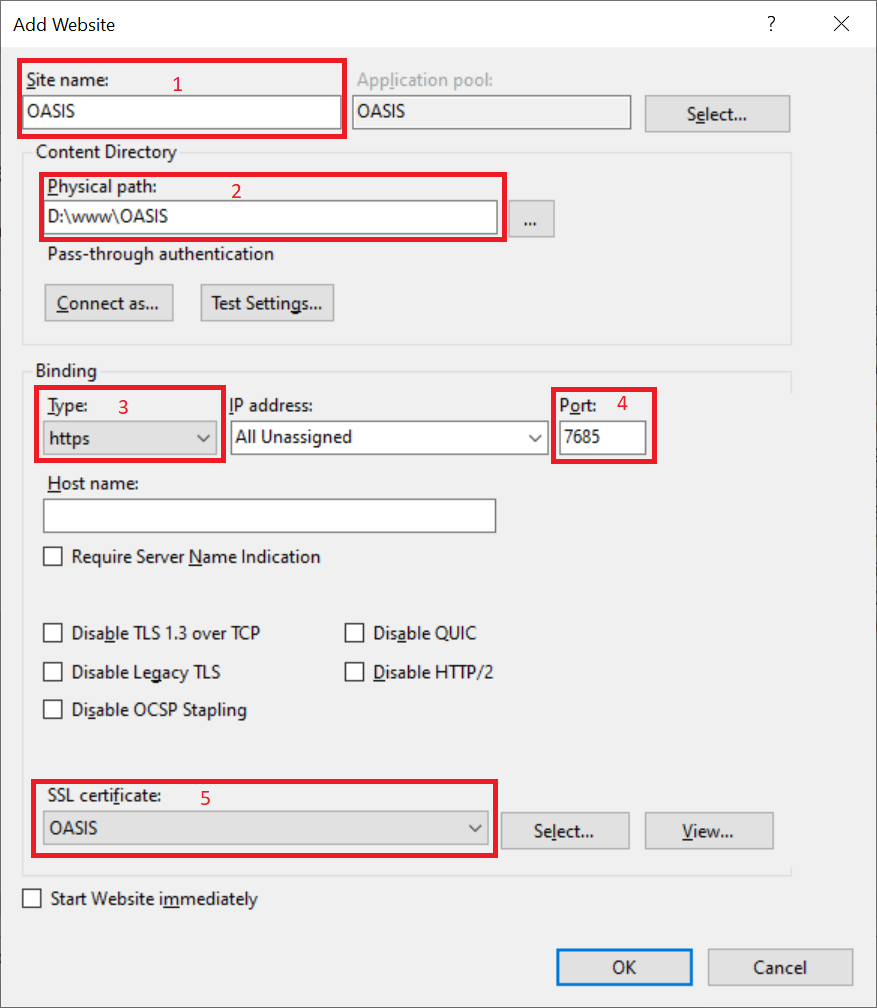 Add Website ?
Site name: 1 Application pool:
OASIS OASIS Select...
Content Directory
Physical path: 2
D:\www\OASIS ...
Pass-through authentication
Connect as... Test Settings...
Binding
Type: 3 IP address: Port: 4
https All Unassigned 7685
Host name:
Require Server Name Indication
Disable TLS 1.3 over TCP Disable QUIC
Disable Legacy TLS Disable HTTP/2
Disable OCSP Stapling
SSL certificate: 5
OASIS Select... View...
Start Website immediately
OK Cancel